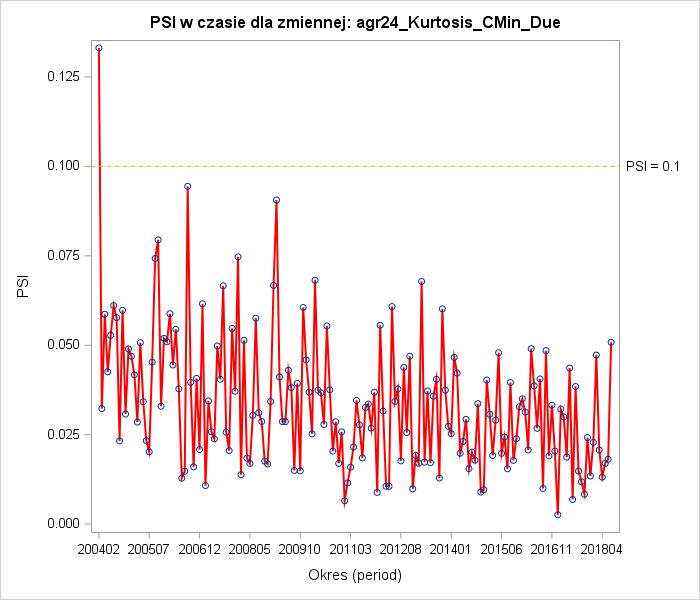 PSI w czasie dla zmiennej: agr24_Kurtosis_CMin_Due
0.125
0.100
0.075
0.050
0.025
0.000
PSI
PSI = 0.1
200402 200507 200612 200805 200910 201103 201208 201401 201506 201611 201804
Okres (period)